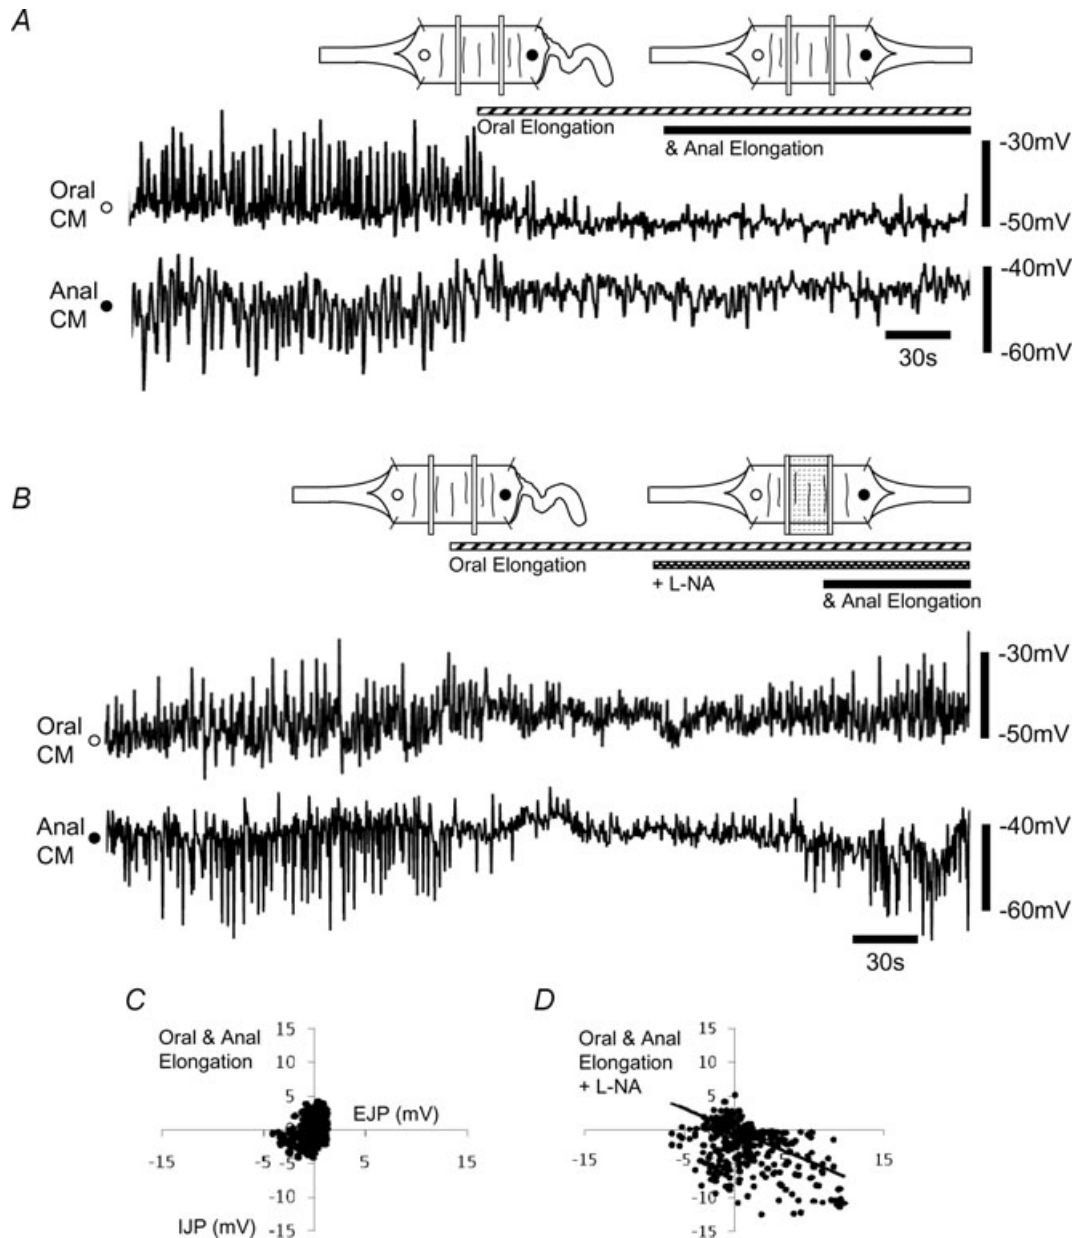 A
Oral Elongation
& Anal Elongation
Oral
CM
-30mV
-50mV
Anal
CM
-40mV
-60mV
30s
B
Oral Elongation
+ L-NA
& Anal Elongation
Oral
CM
-30mV
-50mV
Anal
CM
-40mV
-60mV
30s
C
Oral & Anal
Elongation
15
10
5
EJP (mV)
-15
-5
5
15
-5
-10
IJP (mV)
-15
D
Oral & Anal
Elongation
+ L-NA
15
10
5
-15
-5
5
15
-5
-10
-15